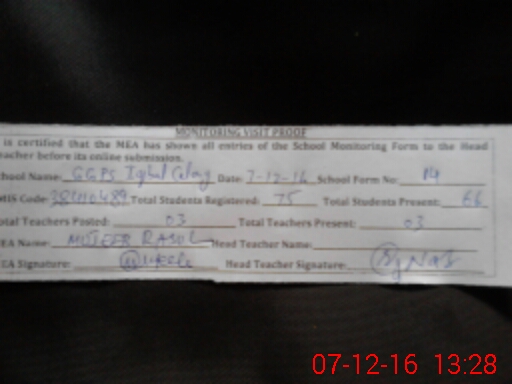 MONITORING VISIT PROOF
is certified that the MEA has shown all entries of the School Monitoring Form to the Head
eacher before its online submission.
chool Name: GGPS Iqbal Colony Date: 7-12-16 School Form No: 14
MIS Code: Total Students Registered: 75 Total Students Present: 66
otal Teachers Posted: 03 Total Teachers Present: 03
EA Name: RASUL Head Teacher Name:
EA Signature: Head Teacher Signature:
07-12-16 13:28